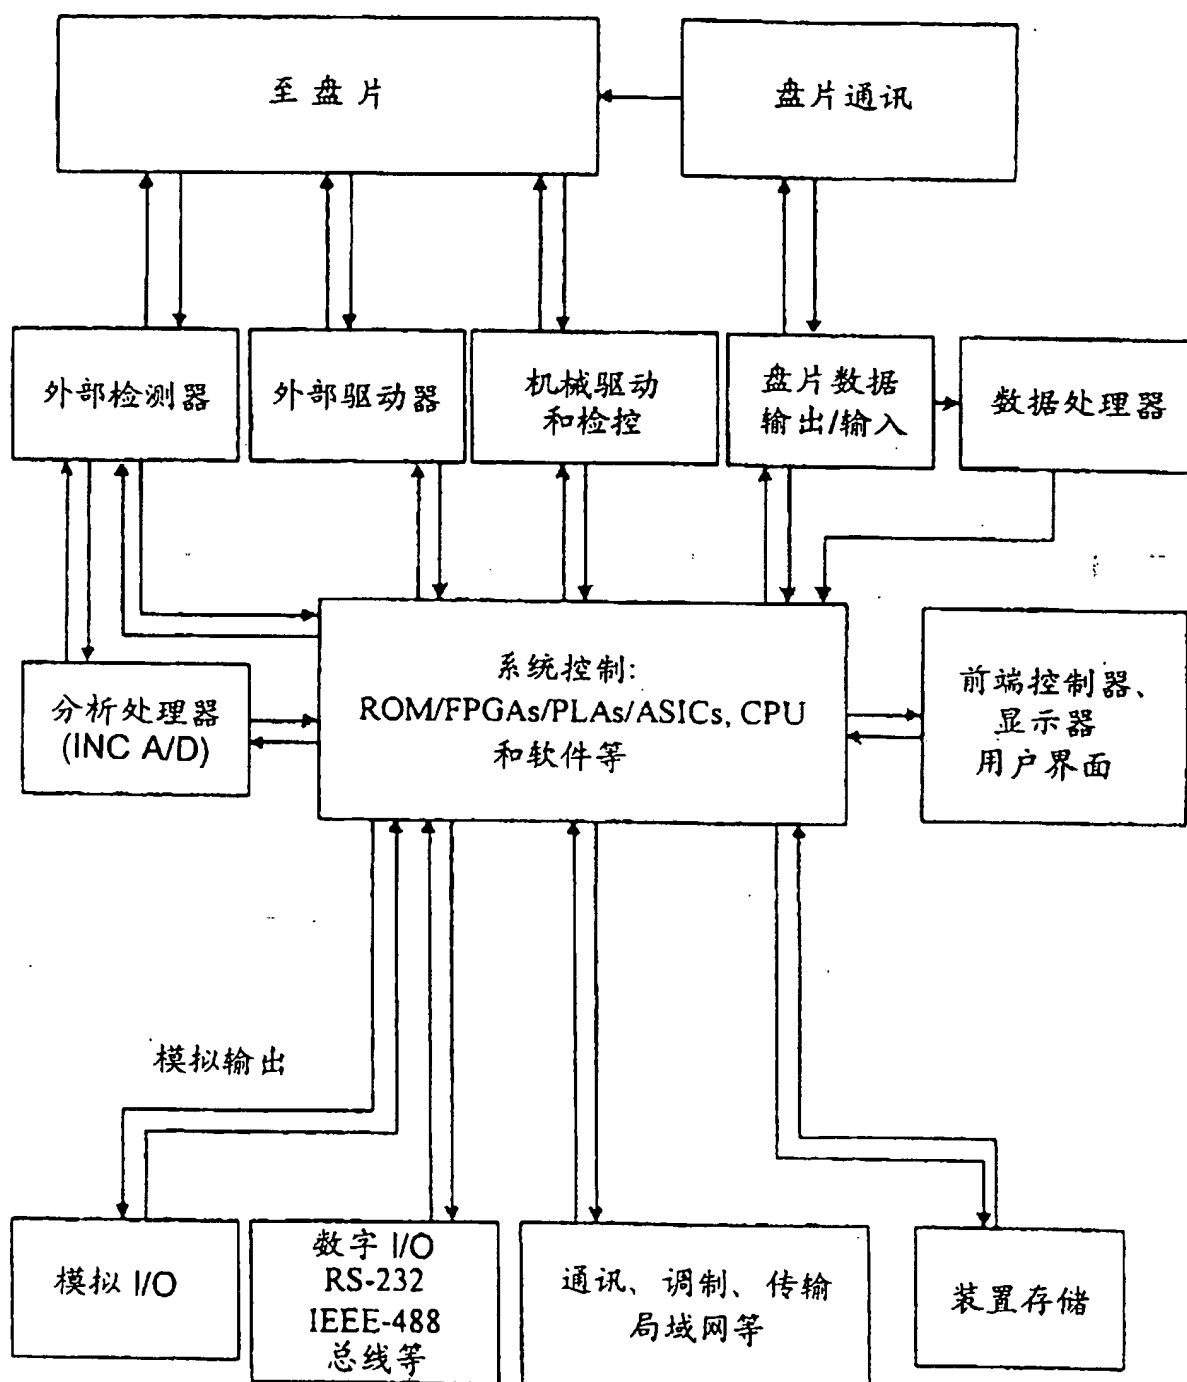 至盘片
盘片通讯
外部检测器
外部驱动器
机械驱动
和检控
盘片数据
输出/输入
数据处理器
分析处理器
(INC A/D)
系统控制:
ROM/FPGAs/PLAs/ASICs, CPU
和软件等
前端控制器、
显示器
用户界面
模拟输出
模拟 I/O
数字 I/O
RS-232
IEEE-488
总线等
通讯、调制、传输
局域网等
装置存储